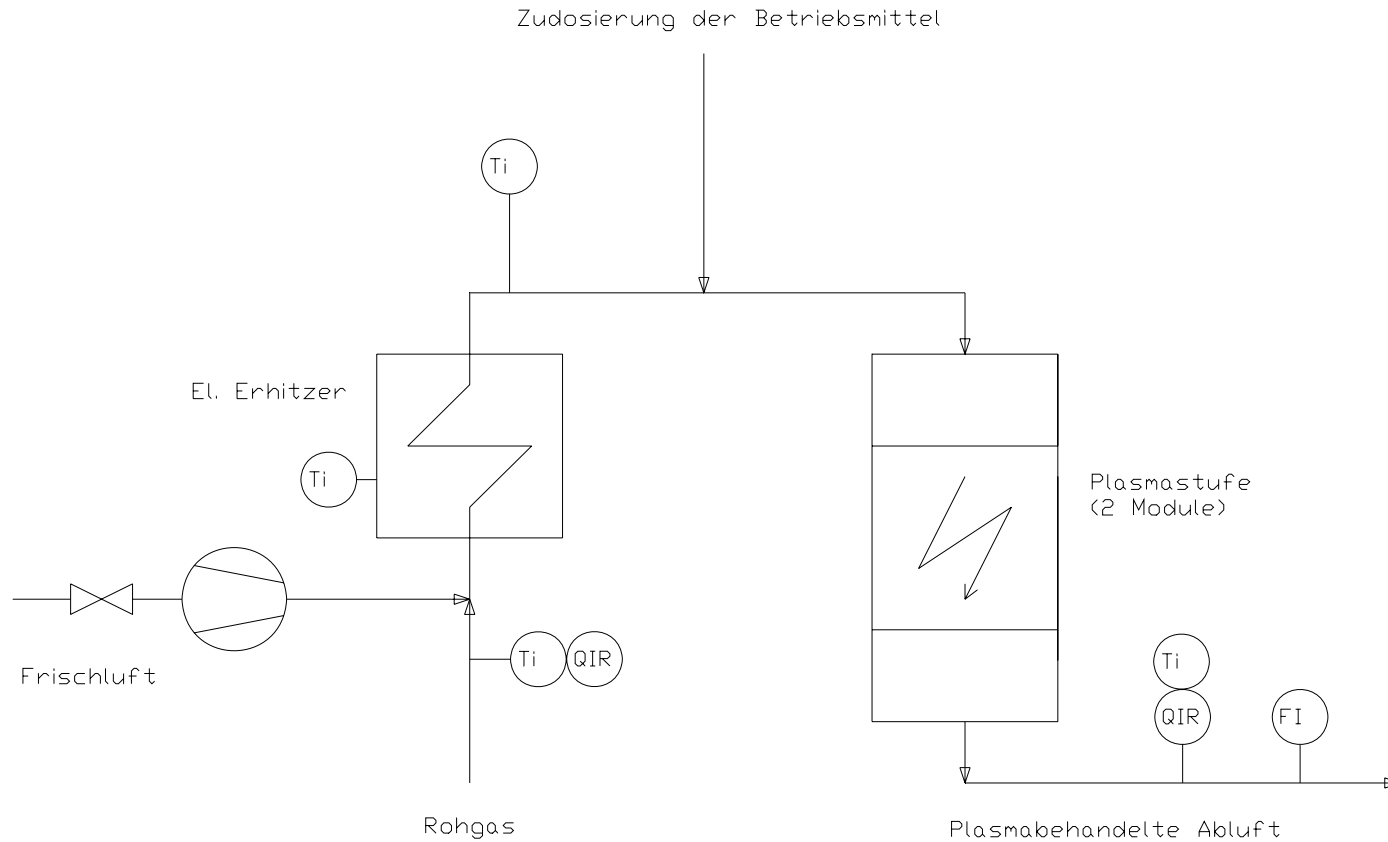 Zudosierung der Betriebsmittel
Ti
El. Erhitzer
Ti
Plasmastufe
(2 Module)
Frischluft
Ti
QIR
Ti
QIR
FI
Rohgas
Plasmabehandelte Abluft